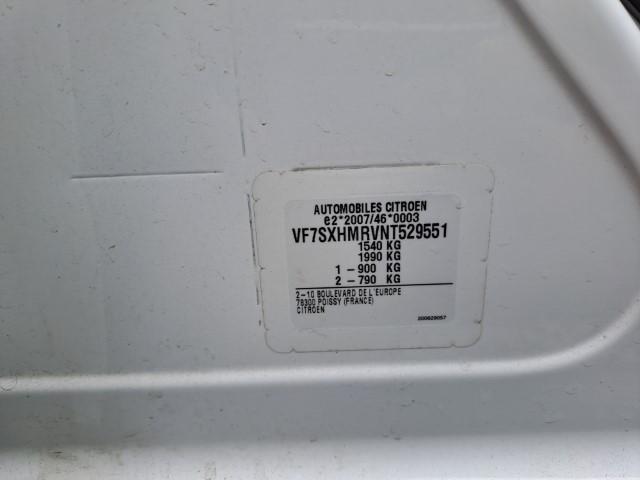 AUTOMOBILES CITROEN
e2*2007/46*0003
VF7SXHMRVNT529551
1540 KG
1990 KG
1 – 900 KG
2 – 790 KG
2–10 BOULEVARD DE L'EUROPE
78300 POISSY (FRANCE)
CITROEN
200629057